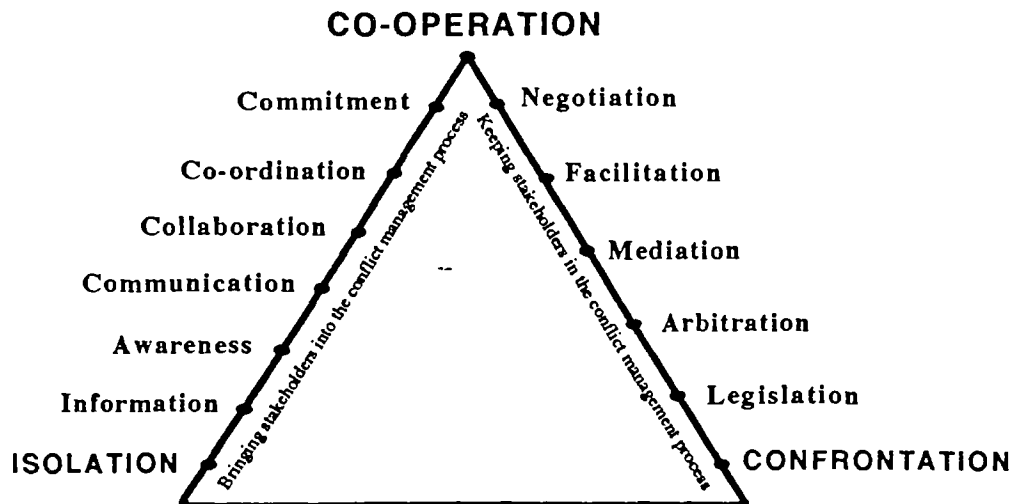 CO-OPERATION
Commitment
Negotiation
Co-ordination
Facilitation
Collaboration
Mediation
Communication
Arbitration
Awareness
Legislation
Information
ISOLATION
CONFRONTATION
Bringing stakeholders into the conflict management process
Keeping stakeholders in the conflict management process